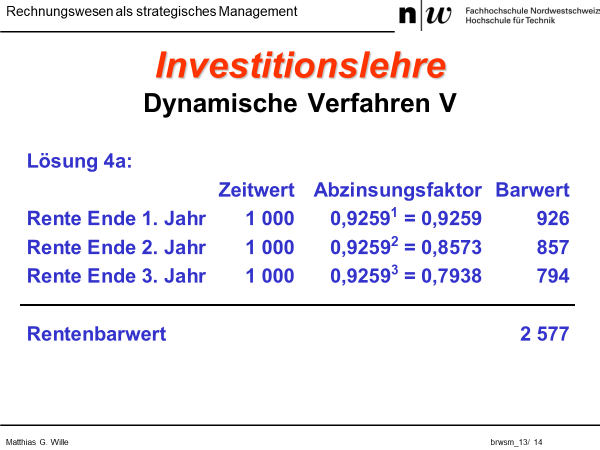 Rechnungswesen als strategisches Management
n|w Fachhochschule Nordwestschweiz
Hochschule für Technik
Investitionslehre
Dynamische Verfahren V
Lösung 4a:
Zeitwert Abzinsungsfaktor Barwert
Rente Ende 1. Jahr 1 000 0,9259¹ = 0,9259 926
Rente Ende 2. Jahr 1 000 0,9259² = 0,8573 857
Rente Ende 3. Jahr 1 000 0,9259³ = 0,7938 794
Rentenbarwert 2 577
Matthias G. Wille brwsm_13/ 14